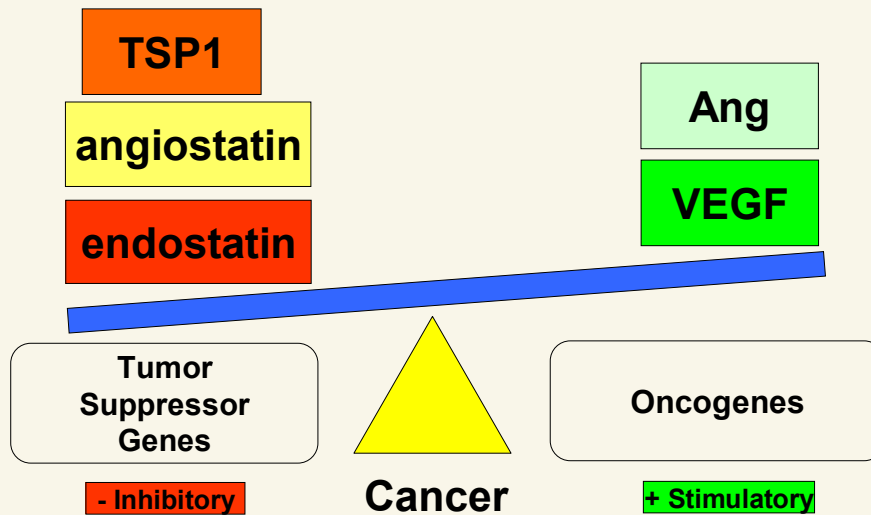 TSP1
angiostatin
endostatin
Ang
VEGF
Tumor
Suppressor
Genes
Oncogenes
- Inhibitory
Cancer
+ Stimulatory